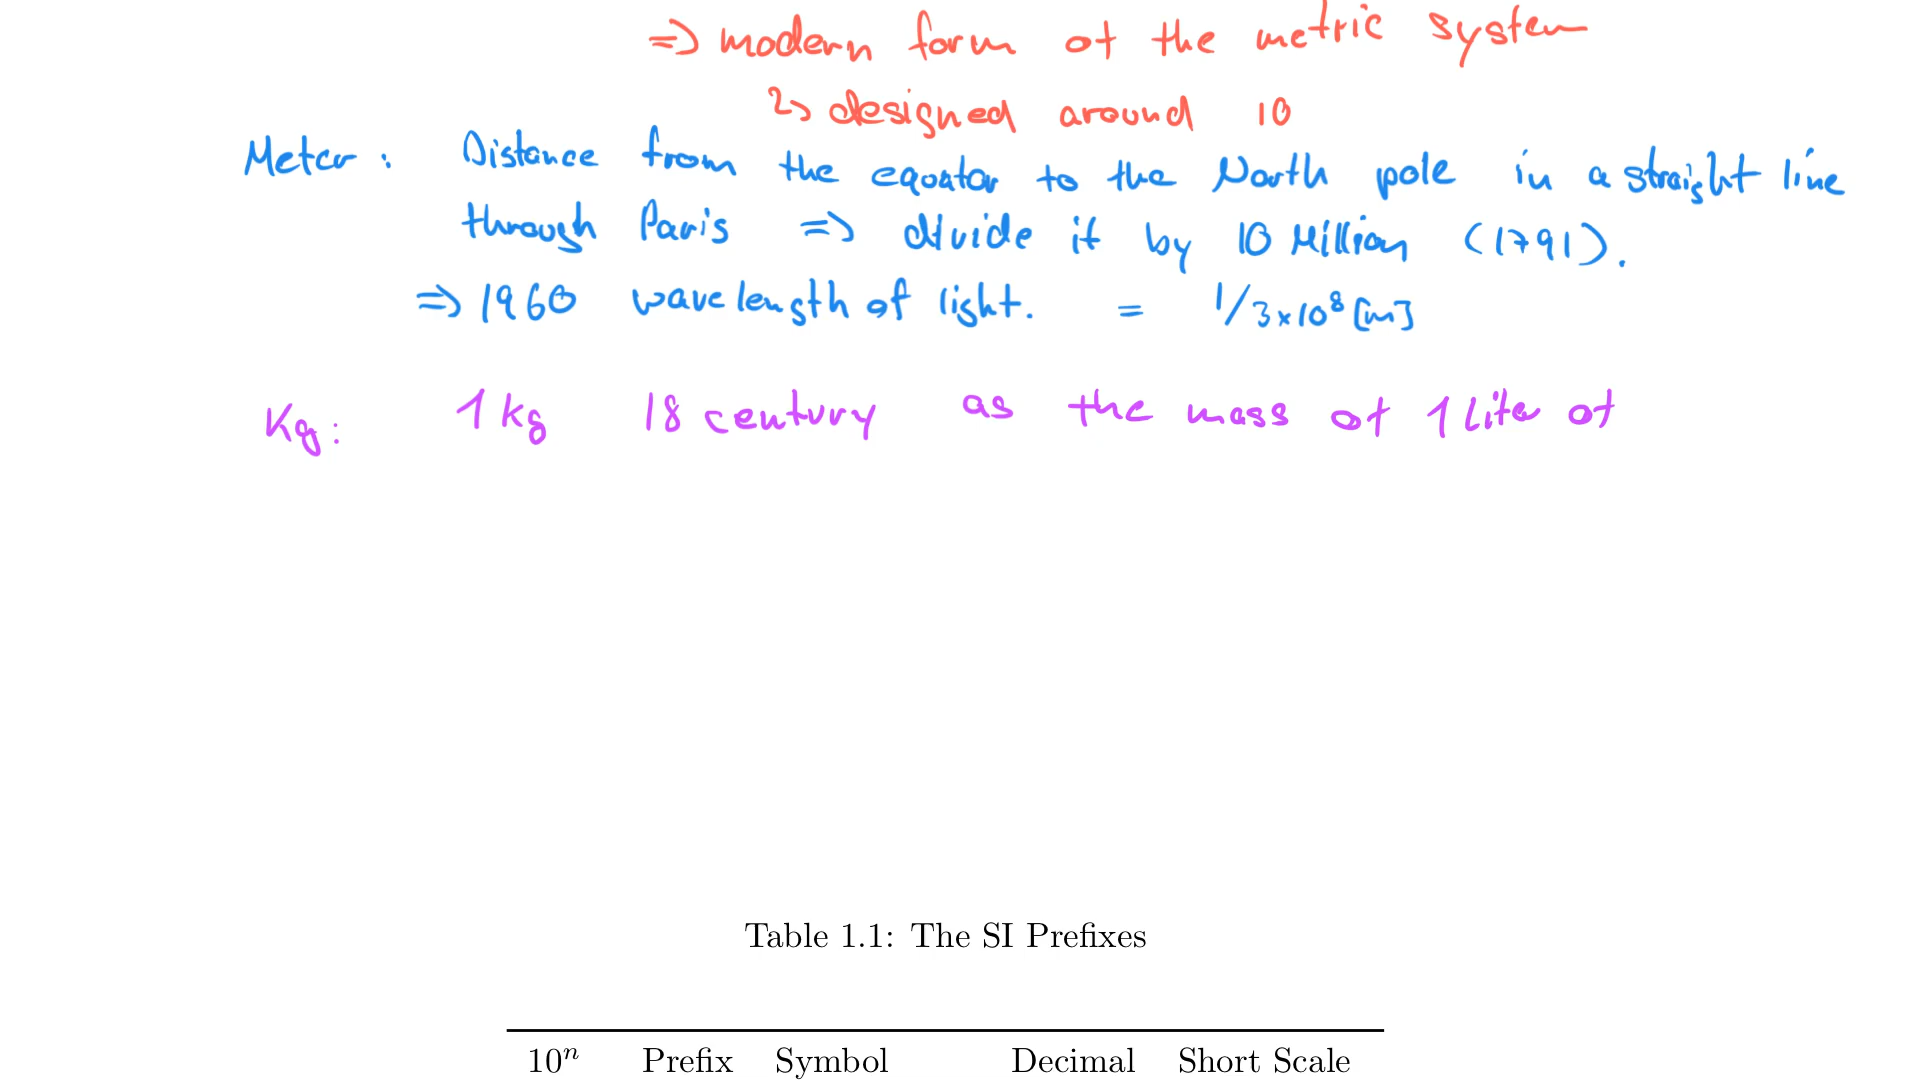 => modern form of the metric system
↳ designed around 10
Meter : Distance from the equator to the North pole in a straight line
through Paris => divide it by 10 Million (1791).
=> 1960 wavelength of light. = 1/3×10⁸ [m]
Kg: 1 kg 18 century as the mass of 1 Liter of
Table 1.1: The SI Prefixes
10ⁿ Prefix Symbol Decimal Short Scale